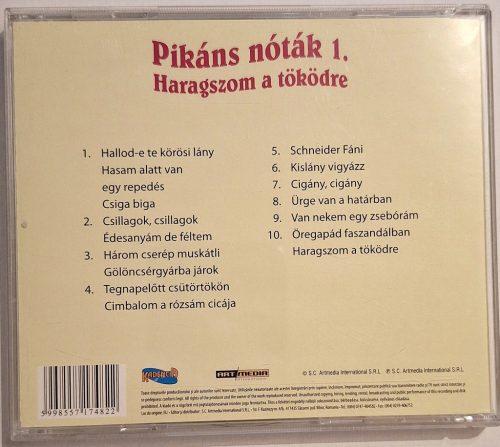 Pikáns nóták 1.
Haragszom a töködre
1. Hallod-e te körösi lány
Hasam alatt van
egy repedés
Csiga biga
2. Csillagok, csillagok
Édesanyám de féltem
3. Három cserép muskátli
Gölöncsérgyárba járok
4. Tegnapelőtt csütörtökön
Cimbalom a rózsám cicája
5. Schneider Fáni
6. Kislány vigyázz
7. Cigány, cigány
8. Ürge van a határban
9. Van nekem egy zsebórám
10. Öregapád faszandálban
Haragszom a töködre
KADENCIA
ARTMEDIA
© S.C. Artmedia International S.R.L. ℗ S.C. Artmedia International S.R.L.
5998557174822